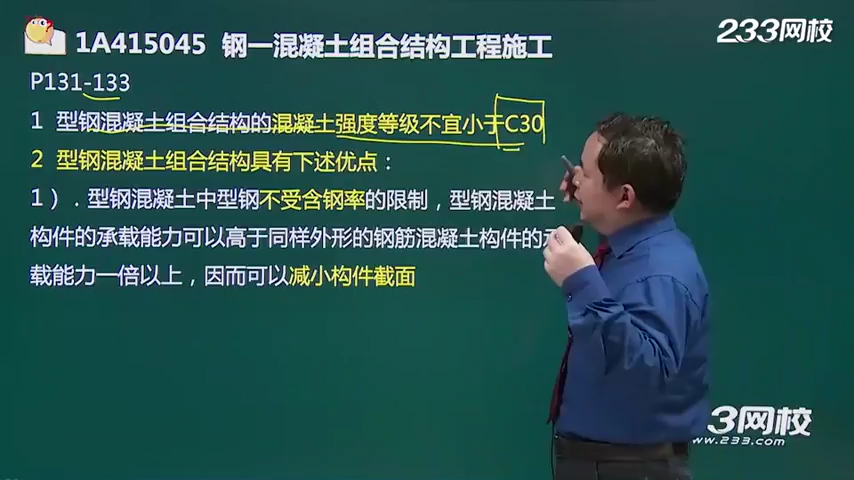 1A415045 钢一混凝土组合结构工程施工
233网校
P131-133
1 型钢混凝土组合结构的混凝土强度等级不宜小于C30
2 型钢混凝土组合结构具有下述优点：
1）．型钢混凝土中型钢不受含钢率的限制，型钢混凝土
构件的承载能力可以高于同样外形的钢筋混凝土构件的
载能力一倍以上，因而可以减小构件截面
3网校
www.233.com